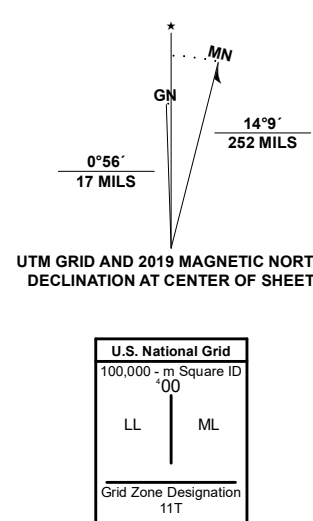 ★
MN
GN
14°9´
252 MILS
0°56´
17 MILS
UTM GRID AND 2019 MAGNETIC NORT
DECLINATION AT CENTER OF SHEET
U.S. National Grid
100,000 - m Square ID
⁴00
LL ML
Grid Zone Designation
11T